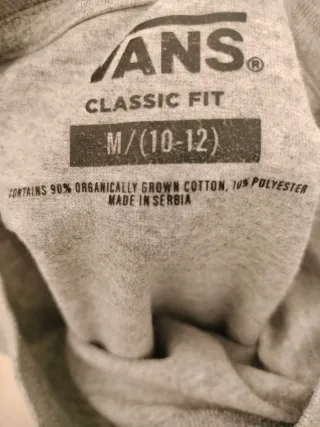 VANS®
CLASSIC FIT
M/(10-12)
CONTAINS 90% ORGANICALLY GROWN COTTON, 10% POLYESTER
MADE IN SERBIA